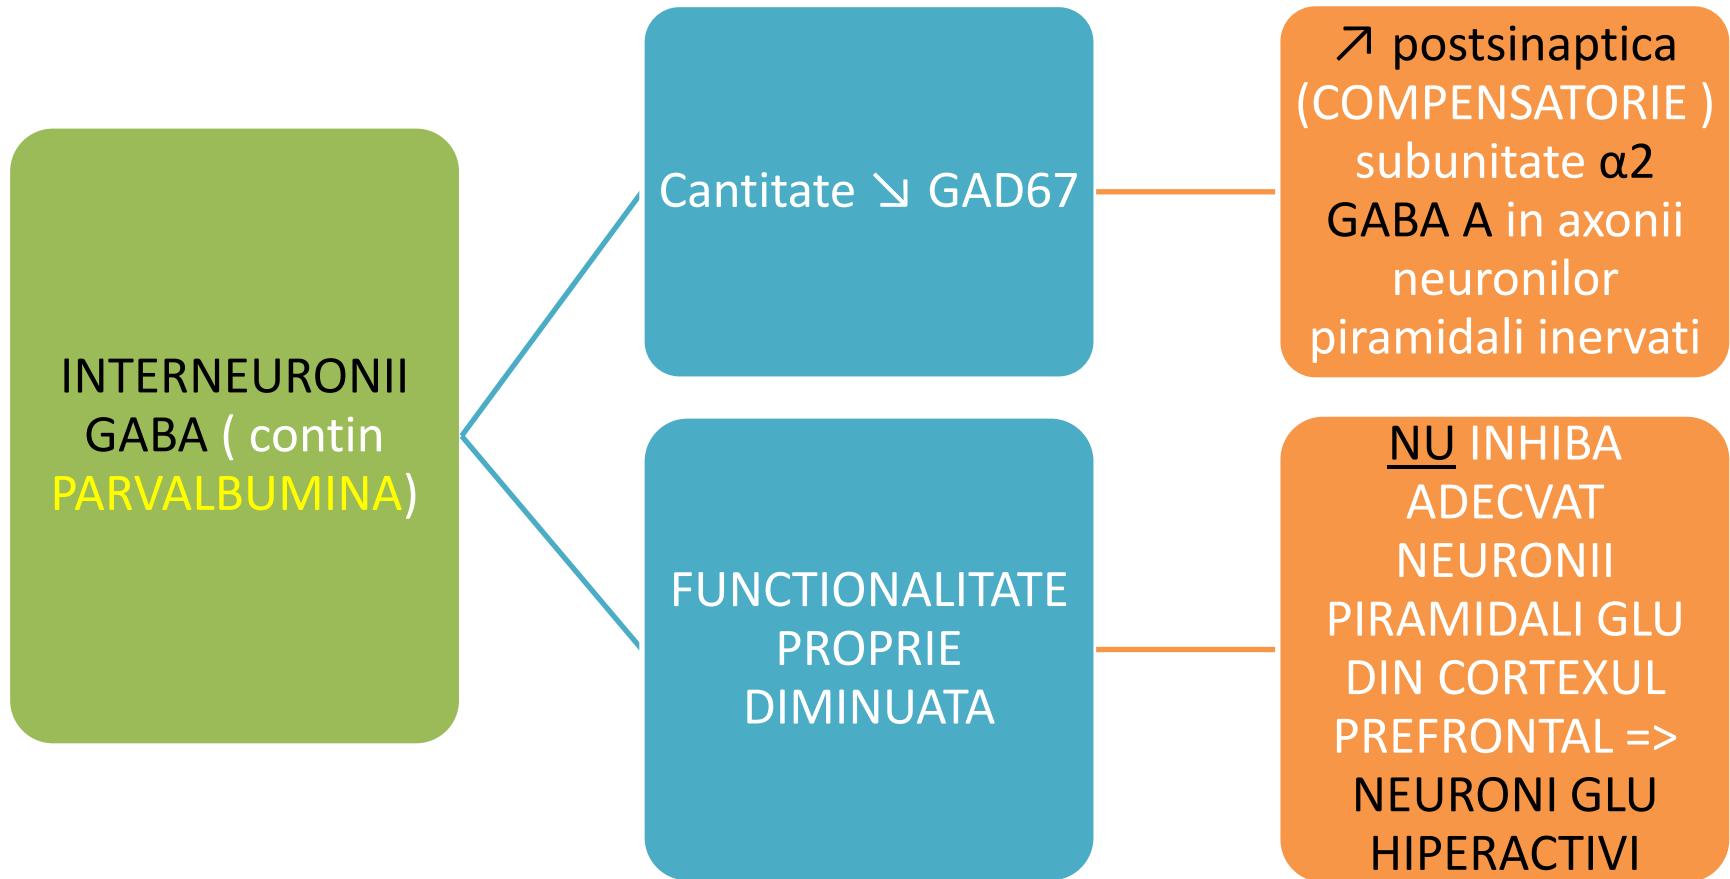 INTERNEURONII
GABA ( contin
PARVALBUMINA)
Cantitate ↘ GAD67
↗ postsinaptica
(COMPENSATORIE )
subunitate α2
GABA A in axonii
neuronilor
piramidali inervati
FUNCTIONALITATE
PROPRIE
DIMINUATA
NU INHIBA
ADECVAT
NEURONII
PIRAMIDALI GLU
DIN CORTEXUL
PREFRONTAL =>
NEURONI GLU
HIPERACTIVI